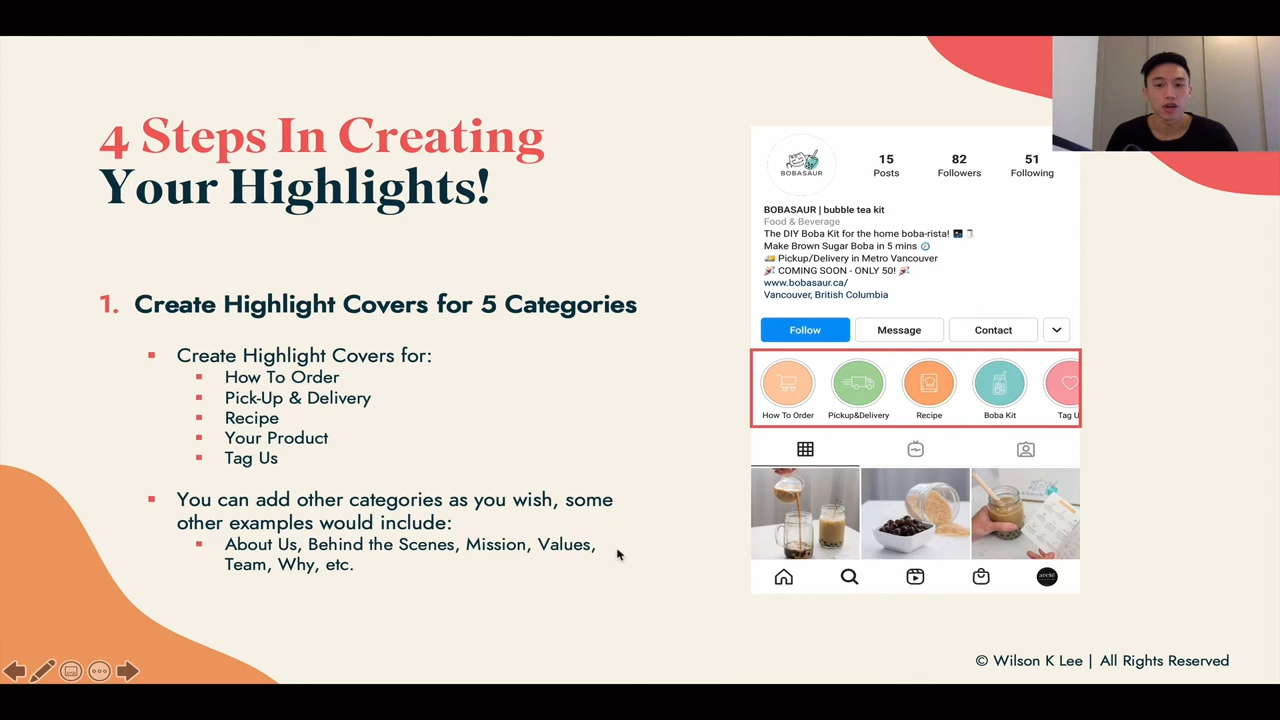 4 Steps In Creating
Your Highlights!
1. Create Highlight Covers for 5 Categories
Create Highlight Covers for:
How To Order
Pick-Up & Delivery
Recipe
Your Product
Tag Us
You can add other categories as you wish, some
other examples would include:
About Us, Behind the Scenes, Mission, Values,
Team, Why, etc.
BOBASAUR
15 82 51
Posts Followers Following
BOBASAUR | bubble tea kit
Food & Beverage
The DIY Boba Kit for the home boba-rista!
Make Brown Sugar Boba in 5 mins
Pickup/Delivery in Metro Vancouver
COMING SOON - ONLY 50!
www.bobasaur.ca/
Vancouver, British Columbia
Follow Message Contact
How To Order Pickup&Delivery Recipe Boba Kit Tag U
© Wilson K Lee | All Rights Reserved